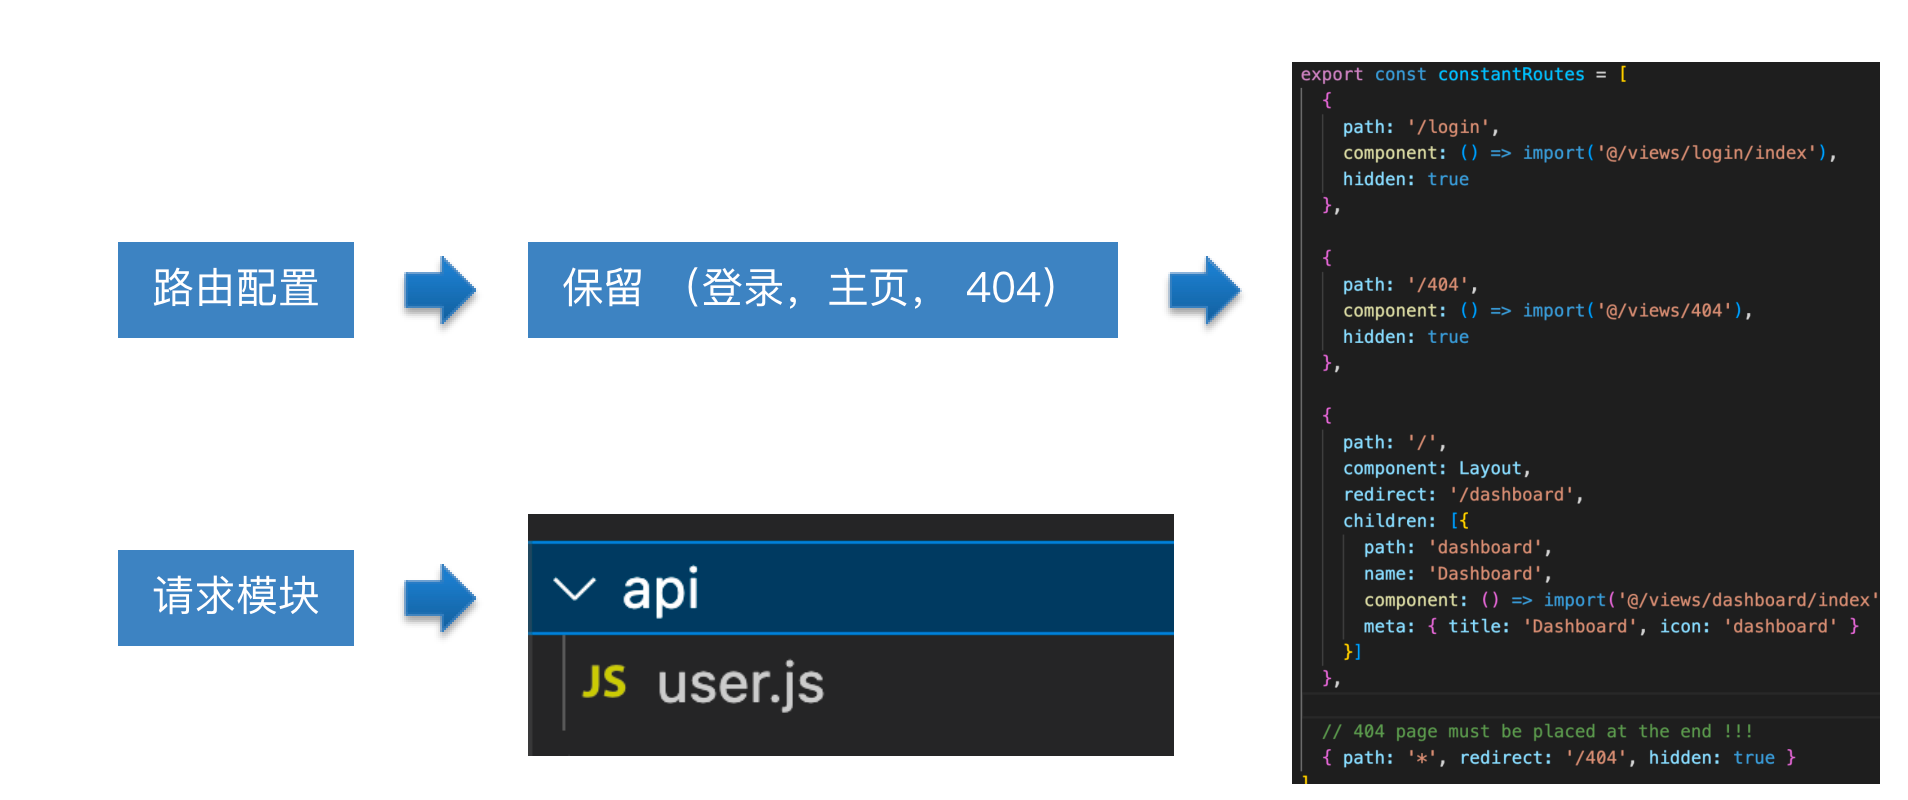 路由配置
保留 （登录，主页， 404）
请求模块
api
JS user.js
export const constantRoutes = [
  {
    path: '/login',
    component: () => import('@/views/login/index'),
    hidden: true
  },

  {
    path: '/404',
    component: () => import('@/views/404'),
    hidden: true
  },

  {
    path: '/',
    component: Layout,
    redirect: '/dashboard',
    children: [{
      path: 'dashboard',
      name: 'Dashboard',
      component: () => import('@/views/dashboard/index'
      meta: { title: 'Dashboard', icon: 'dashboard' }
    }]
  },

  // 404 page must be placed at the end !!!
  { path: '*', redirect: '/404', hidden: true }
]